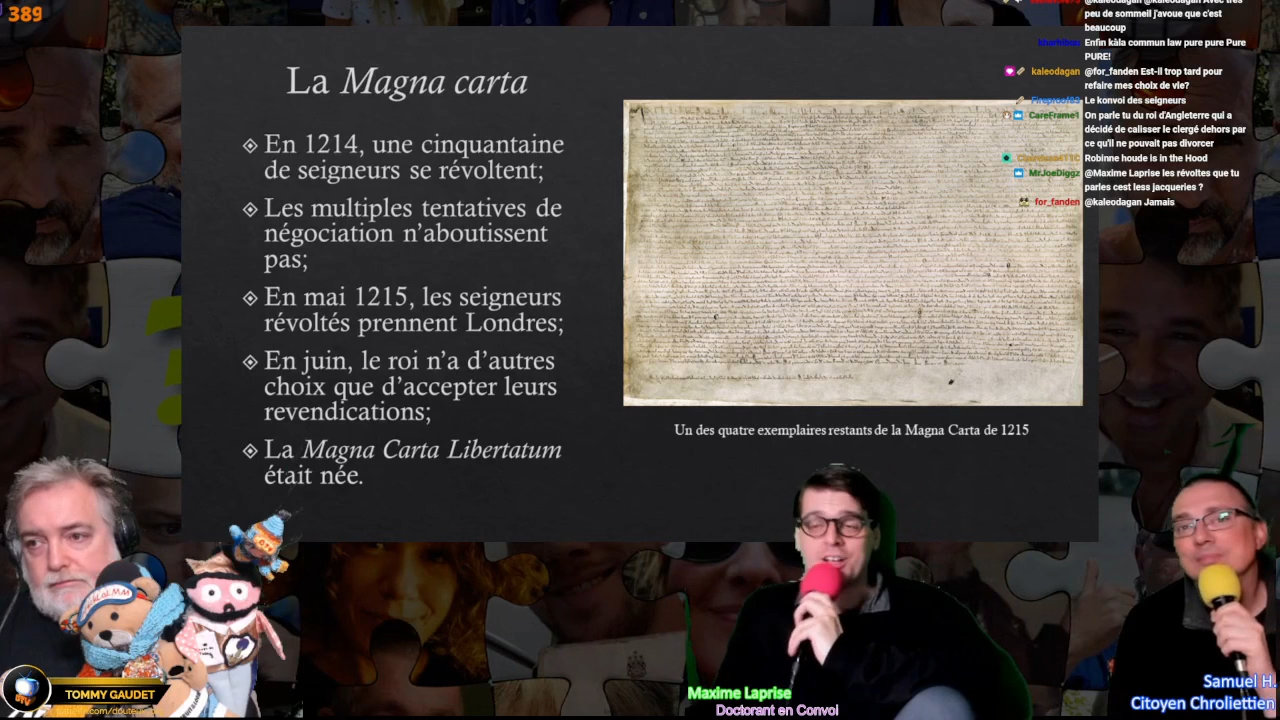 389
La Magna carta
En 1214, une cinquantaine
de seigneurs se révoltent;
Les multiples tentatives de
négociation n’aboutissent
pas;
En mai 1215, les seigneurs
révoltés prennent Londres;
En juin, le roi n’a d’autres
choix que d’accepter leurs
revendications;
La Magna Carta Libertatum
était née.
Un des quatre exemplaires restants de la Magna Carta de 1215
@kaleodagan @kaleodagan Avec très
peu de sommeil j'avoue que c'est
beaucoup
Enfin kàla commun law pure pure Pure
PURE!
kaleodagan @for_fanden Est-il trop tard pour
refaire mes choix de vie?
Le konvoi des seigneurs
CareFrame1 On parle tu du roi d'Angleterre qui a
décidé de calisser le clergé dehors par
ce qu'il ne pouvait pas divorcer
Robinne houde is in the Hood
MrJoeDiggz @Maxime Laprise les révoltes que tu
parles cest less jacqueries ?
for_fanden @kaleodagan Jamais
TOMMY GAUDET
Maxime Laprise
Doctorant en Convoi
Samuel H.
Citoyen Chroliettien